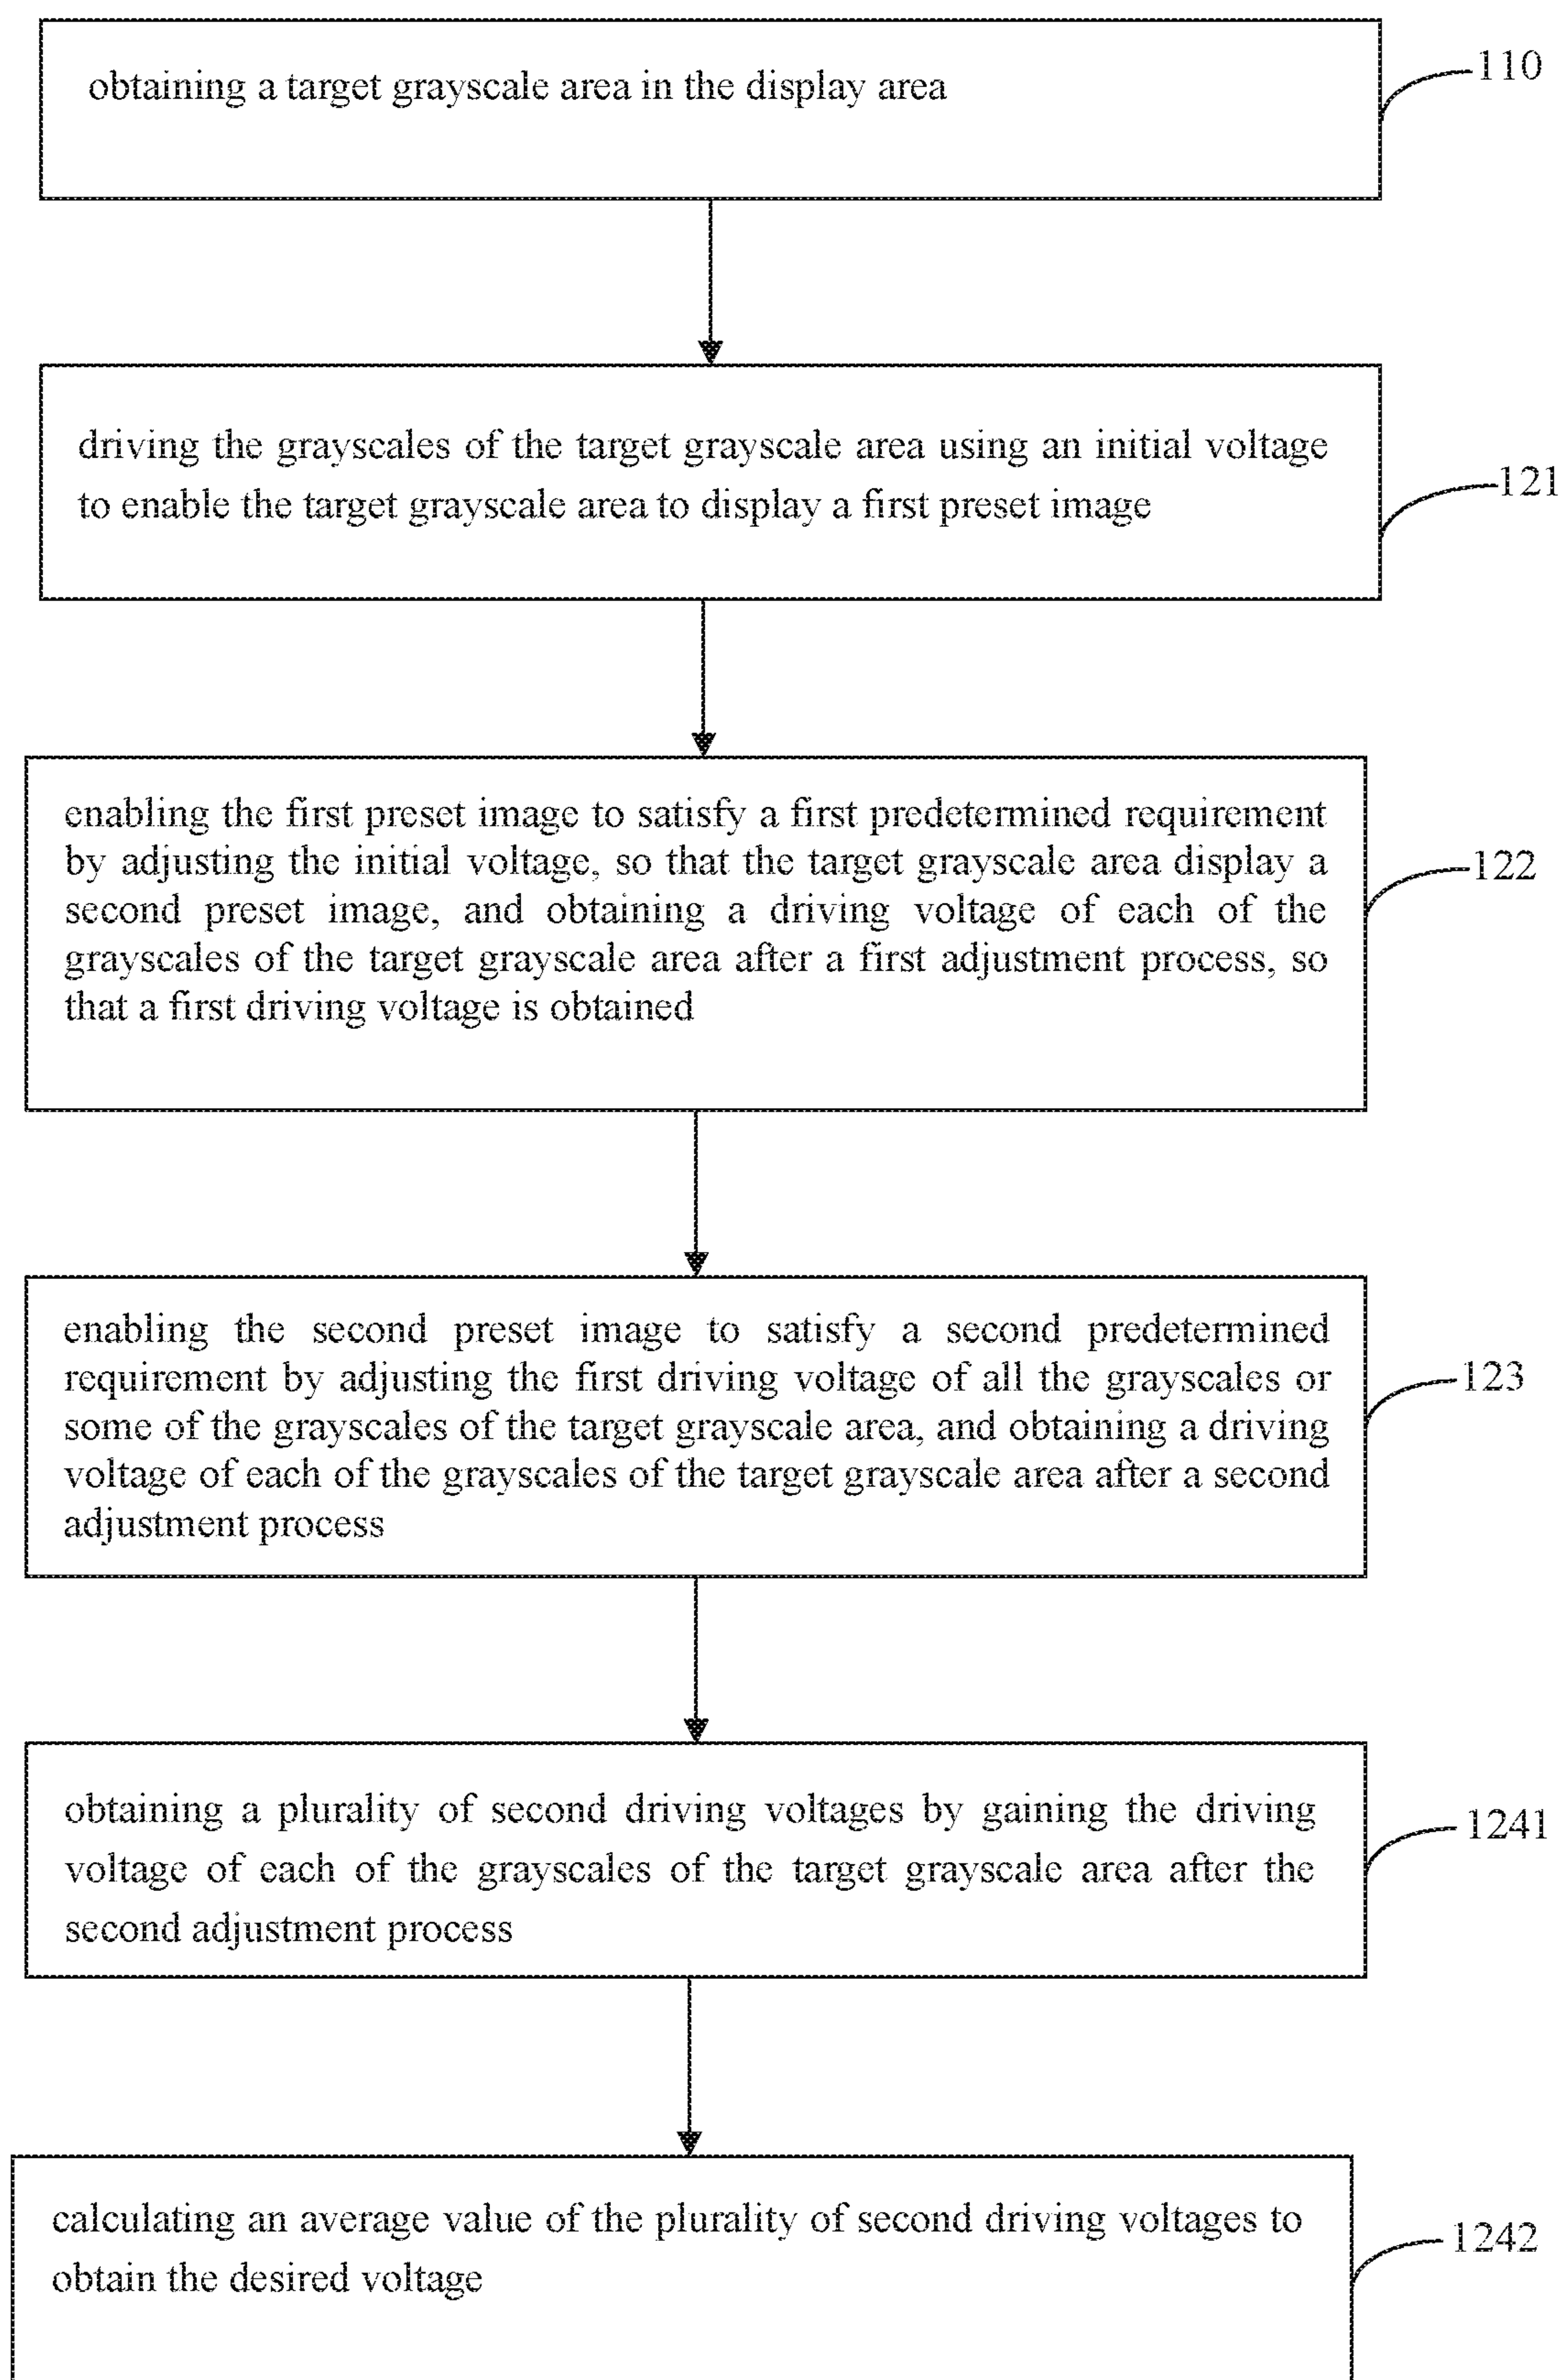 obtaining a target grayscale area in the display area
110
driving the grayscales of the target grayscale area using an initial voltage
to enable the target grayscale area to display a first preset image
121
enabling the first preset image to satisfy a first predetermined requirement
by adjusting the initial voltage, so that the target grayscale area display a
second preset image, and obtaining a driving voltage of each of the
grayscales of the target grayscale area after a first adjustment process, so
that a first driving voltage is obtained
122
enabling the second preset image to satisfy a second predetermined
requirement by adjusting the first driving voltage of all the grayscales or
some of the grayscales of the target grayscale area, and obtaining a driving
voltage of each of the grayscales of the target grayscale area after a second
adjustment process
123
obtaining a plurality of second driving voltages by gaining the driving
voltage of each of the grayscales of the target grayscale area after the
second adjustment process
1241
calculating an average value of the plurality of second driving voltages to
obtain the desired voltage
1242